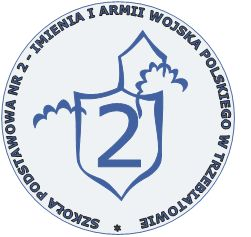 SZKOŁA PODSTAWOWA NR 2 - IMIENIA I ARMII WOJSKA POLSKIEGO W TRZEBIATOWIE *
2